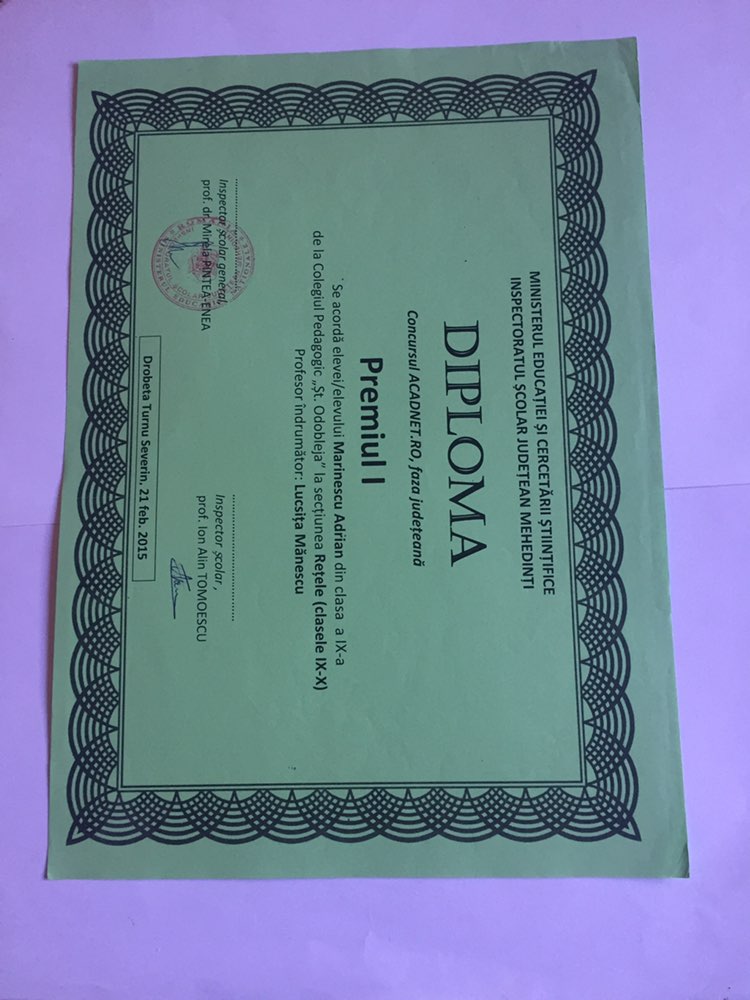 MINISTERUL EDUCAȚIEI ȘI CERCETĂRII ȘTIINȚIFICE
INSPECTORATUL ȘCOLAR JUDEȚEAN MEHEDINȚI
DIPLOMA
Concursul ACADNET.RO, faza județeană
Premiul I
Se acordă elevei/elevului Marinescu Adrian din clasa a IX-a
de la Colegiul Pedagogic „Șt. Odobleja” la secțiunea Rețele (clasele IX-X)
Profesor îndrumător: Lucsița Mănescu
Inspector școlar general,
prof. dr. Mirela PINTEA-ENEA
Inspector școlar,
prof. Ion Alin TOMOESCU
Drobeta Turnu Severin, 21 feb. 2015